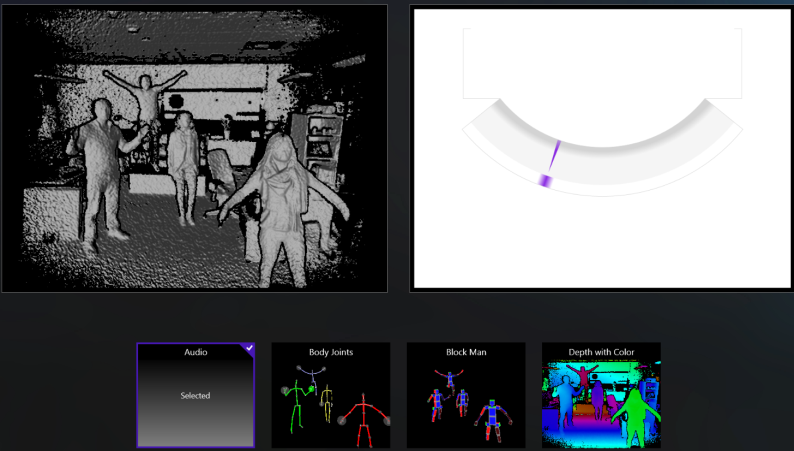 Audio
Selected
Body Joints
Block Man
Depth with Color